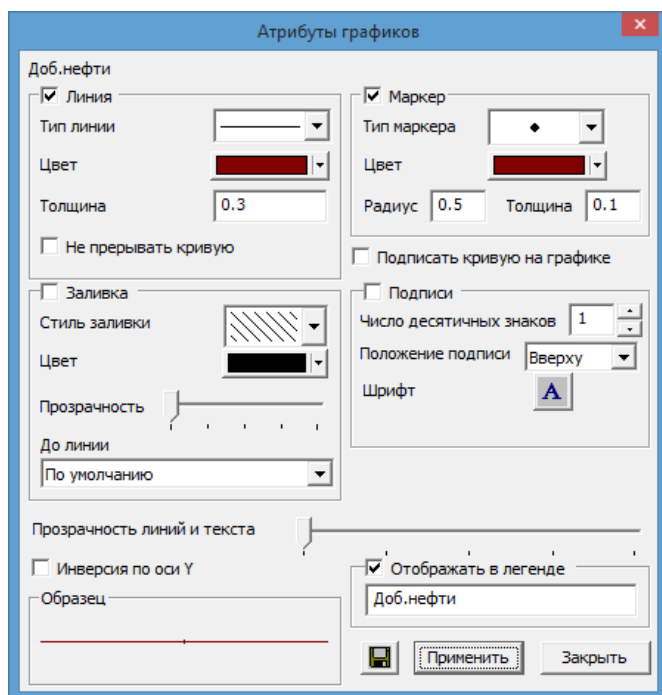 Атрибуты графиков
Доб.нефти
Линия
Тип линии
Цвет
Толщина 0.3
Не прерывать кривую
Маркер
Тип маркера
Цвет
Радиус 0.5 Толщина 0.1
Подписать кривую на графике
Заливка
Стиль заливки
Цвет
Прозрачность
До линии
По умолчанию
Подписи
Число десятичных знаков 1
Положение подписи Вверху
Шрифт A
Прозрачность линий и текста
Инверсия по оси Y
Образец
Отображать в легенде
Доб.нефти
Применить Закрыть